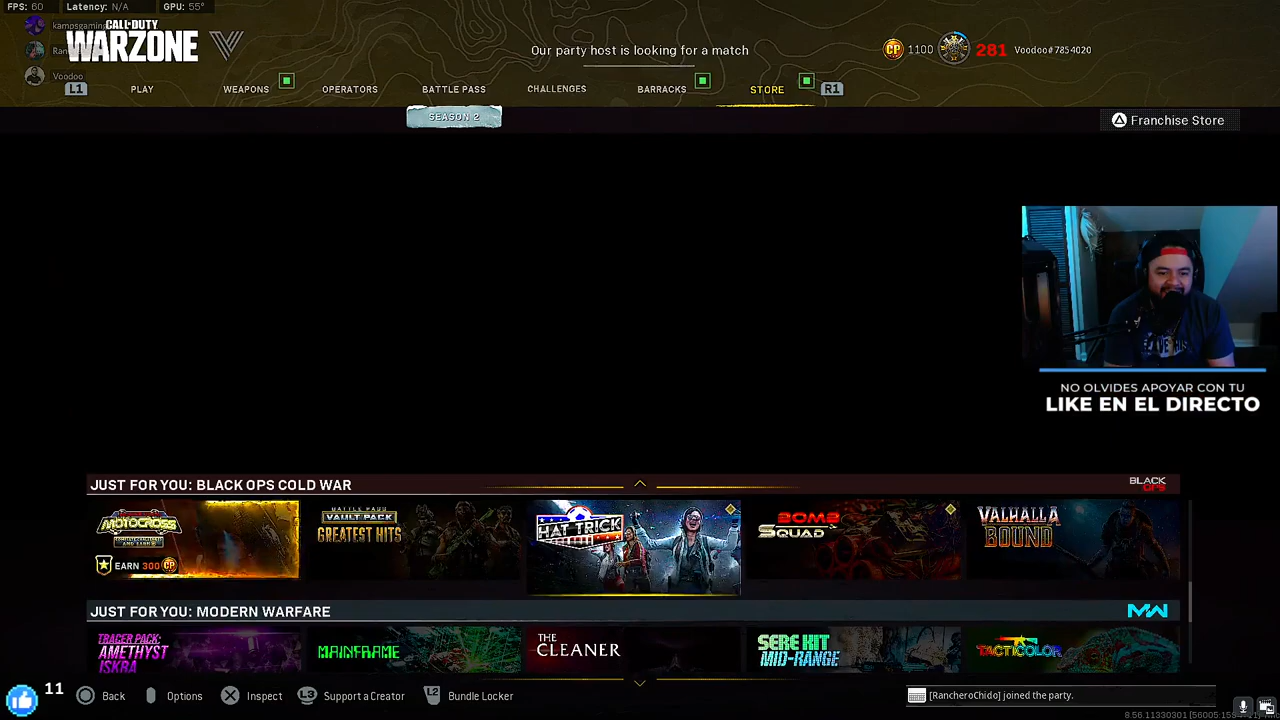 FPS: 60 Latency: N/A GPU: 55°
kamosgaming
CALL·DUTY
WARZONE
Voodoo
Our party host is looking for a match
CP 1100 281 Voodoo#7854020
L1 PLAY WEAPONS OPERATORS BATTLE PASS CHALLENGES BARRACKS STORE R1
SEASON 2
Franchise Store
NO OLVIDES APOYAR CON TU
LIKE EN EL DIRECTO
JUST FOR YOU: BLACK OPS COLD WAR
BLACK OPS
MOTOCROSS
EARN 300 CP
BATTLE PASS
VAULT PACK
GREATEST HITS
HAT TRICK
BOMB
SQUAD
VALHALLA
BOUND
JUST FOR YOU: MODERN WARFARE
MW
TRACER PACK:
AMETHYST
ISKRA
MAINFRAME
THE
CLEANER
SERE KIT
MID-RANGE
TACTICOLOR
11
Back Options Inspect L3 Support a Creator L2 Bundle Locker
[RancheroChido] joined the party.